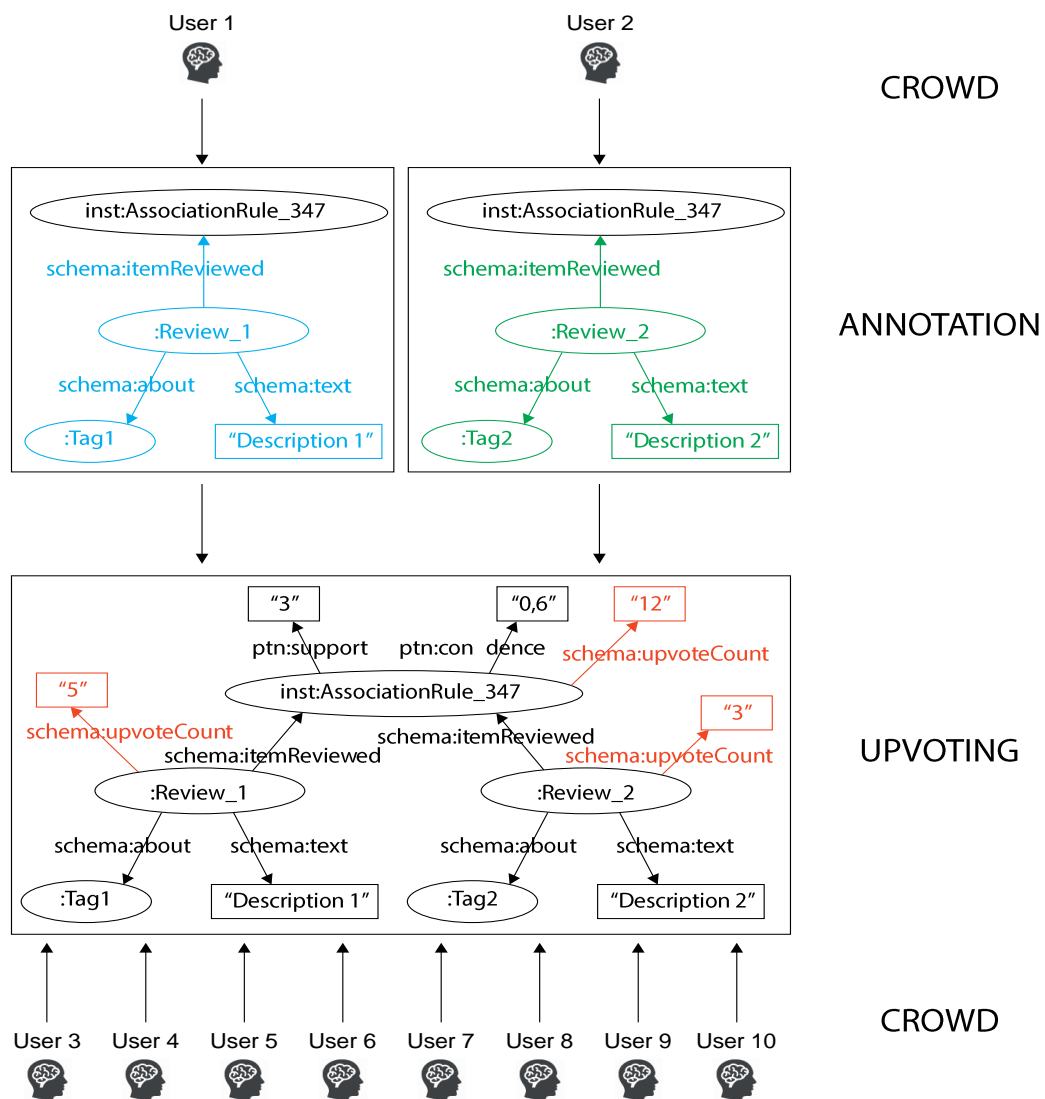 User 1
User 2
CROWD
inst:AssociationRule_347
inst:AssociationRule_347
schema:itemReviewed
schema:itemReviewed
:Review_1
:Review_2
ANNOTATION
schema:about
schema:text
schema:about
schema:text
:Tag1
“Description 1”
:Tag2
“Description 2”
“3”
“0,6”
“12”
ptn:support
ptn:con dence
schema:upvoteCount
“5”
inst:AssociationRule_347
“3”
schema:upvoteCount
schema:itemReviewed
schema:itemReviewed
schema:upvoteCount
UPVOTING
:Review_1
:Review_2
schema:about
schema:text
schema:about
schema:text
:Tag1
“Description 1”
:Tag2
“Description 2”
CROWD
User 3
User 4
User 5
User 6
User 7
User 8
User 9
User 10